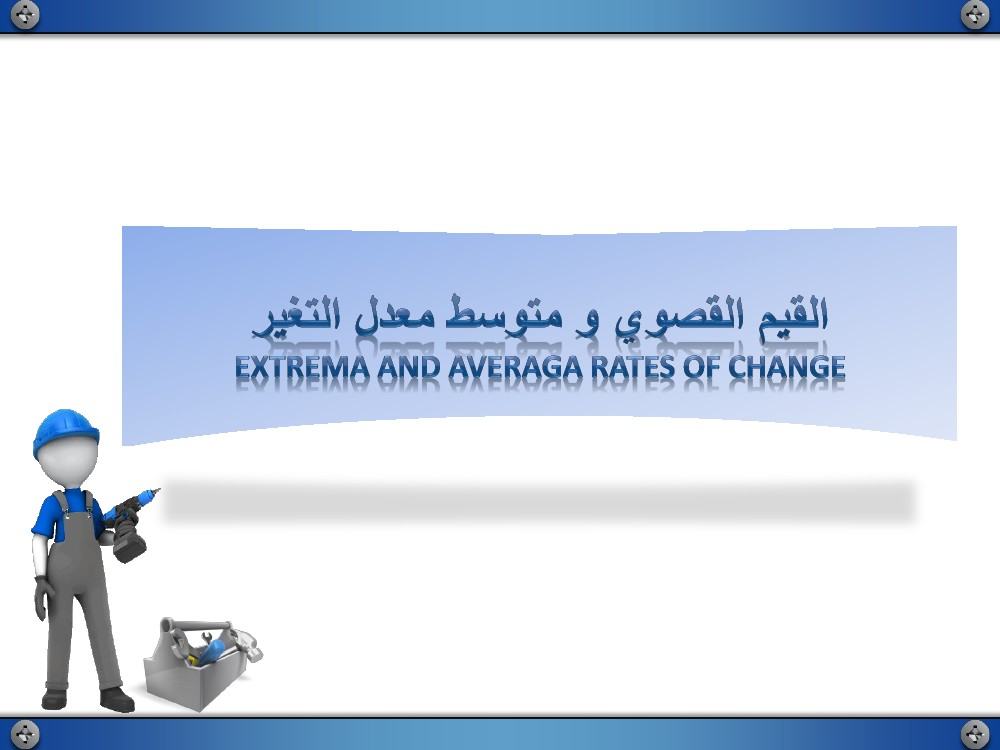 القيم القصوي و متوسط معدل التغير
EXTREMA AND AVERAGA RATES OF CHANGE